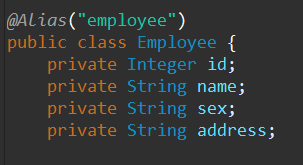 @Alias("employee")
public class Employee {
    private Integer id;
    private String name;
    private String sex;
    private String address;